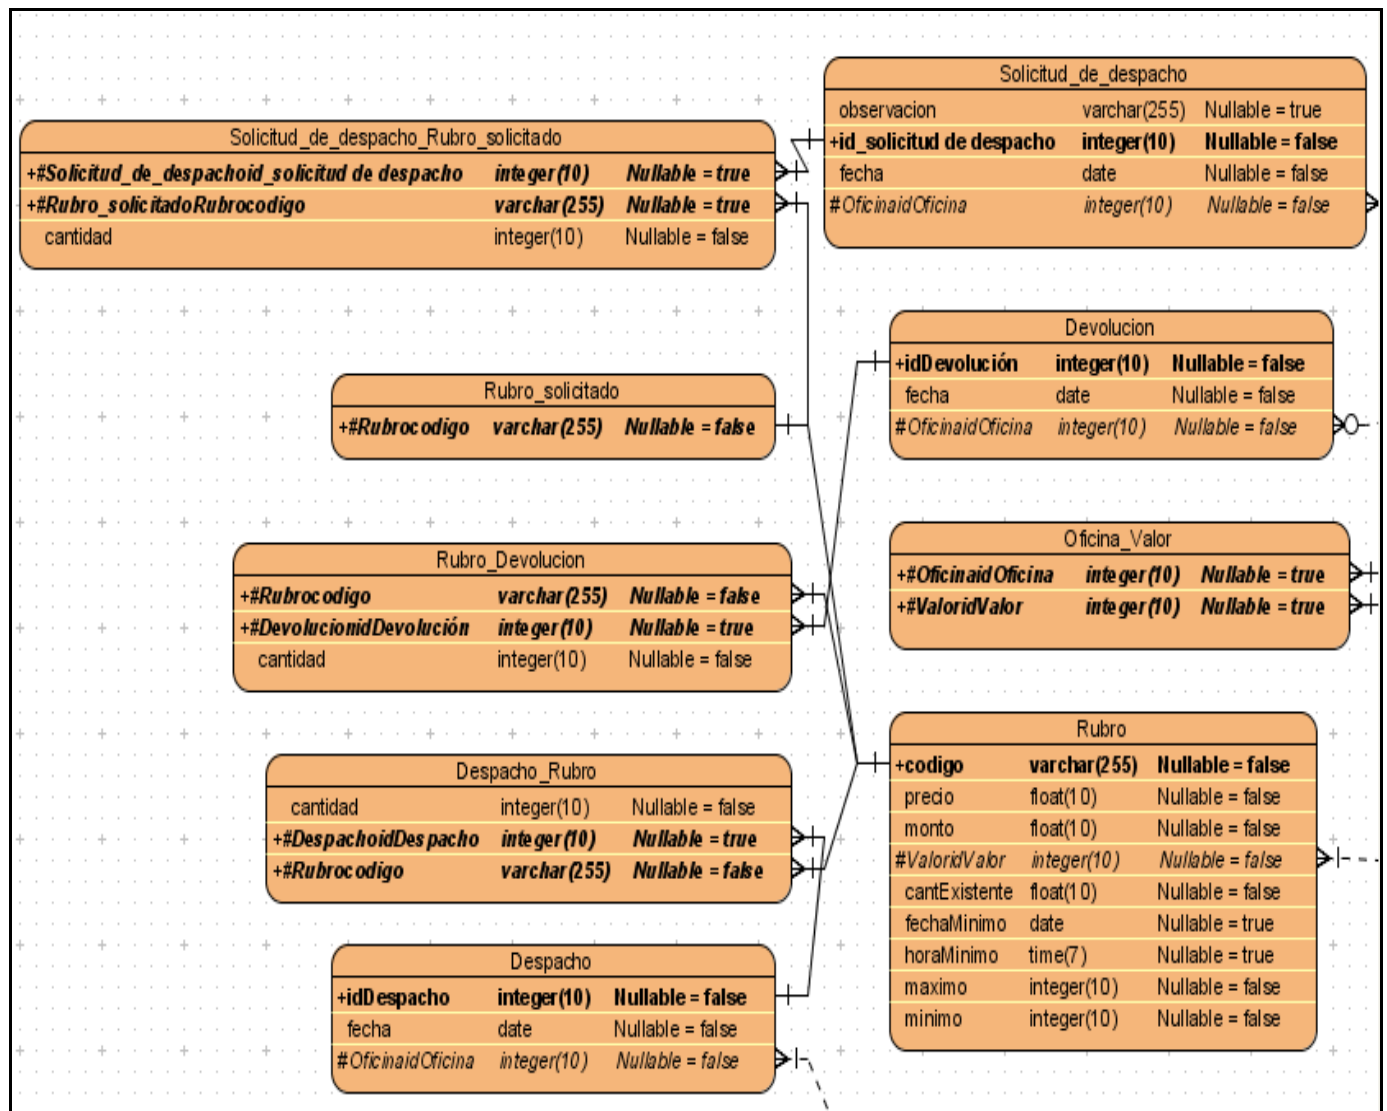 Solicitud_de_despacho
observacion varchar(255) Nullable = true
+id_solicitud de despacho integer(10) Nullable = false
fecha date Nullable = false
#OficinaidOficina integer(10) Nullable = false
Solicitud_de_despacho_Rubro_solicitado
+#Solicitud_de_despachoid_solicitud de despacho integer(10) Nullable = true
+#Rubro_solicitadoRubrocodigo varchar(255) Nullable = true
cantidad integer(10) Nullable = false
Devolucion
+idDevolución integer(10) Nullable = false
fecha date Nullable = false
#OficinaidOficina integer(10) Nullable = false
Rubro_solicitado
+#Rubrocodigo varchar(255) Nullable = false
Oficina_Valor
+#OficinaidOficina integer(10) Nullable = true
+#ValoridValor integer(10) Nullable = true
Rubro_Devolucion
+#Rubrocodigo varchar(255) Nullable = false
+#DevolucionidDevolución integer(10) Nullable = true
cantidad integer(10) Nullable = false
Rubro
+codigo varchar(255) Nullable = false
precio float(10) Nullable = false
monto float(10) Nullable = false
#ValoridValor integer(10) Nullable = false
cantExistente float(10) Nullable = false
fechaMinimo date Nullable = true
horaMinimo time(7) Nullable = true
maximo integer(10) Nullable = false
minimo integer(10) Nullable = false
Despacho_Rubro
cantidad integer(10) Nullable = false
+#DespachoidDespacho integer(10) Nullable = true
+#Rubrocodigo varchar(255) Nullable = false
Despacho
+idDespacho integer(10) Nullable = false
fecha date Nullable = false
#OficinaidOficina integer(10) Nullable = false